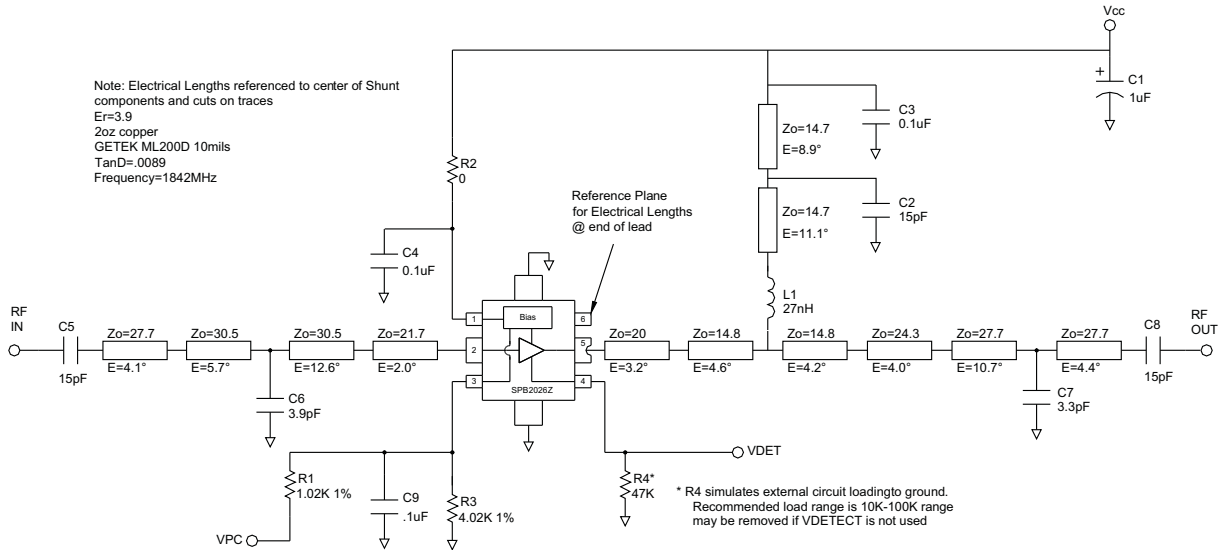 Vcc
Note: Electrical Lengths referenced to center of Shunt
components and cuts on traces
Er=3.9
2oz copper
GETEK ML200D 10mils
TanD=.0089
Frequency=1842MHz
+
C1
1uF
C3
0.1uF
Zo=14.7
E=8.9°
R2
0
Reference Plane
for Electrical Lengths
@ end of lead
C2
15pF
Zo=14.7
E=11.1°
C4
0.1uF
L1
27nH
RF
IN
C5
15pF
Zo=27.7
E=4.1°
Zo=30.5
E=5.7°
Zo=30.5
E=12.6°
Zo=21.7
E=2.0°
1
2
3
Bias
SPB2026Z
6
5
4
Zo=20
E=3.2°
Zo=14.8
E=4.6°
Zo=14.8
E=4.2°
Zo=24.3
E=4.0°
Zo=27.7
E=10.7°
Zo=27.7
E=4.4°
C8
15pF
RF
OUT
C6
3.9pF
C7
3.3pF
R1
1.02K 1%
C9
.1uF
R3
4.02K 1%
VPC
VDET
R4*
47K
* R4 simulates external circuit loadingto ground.
Recommended load range is 10K-100K range
may be removed if VDETECT is not used